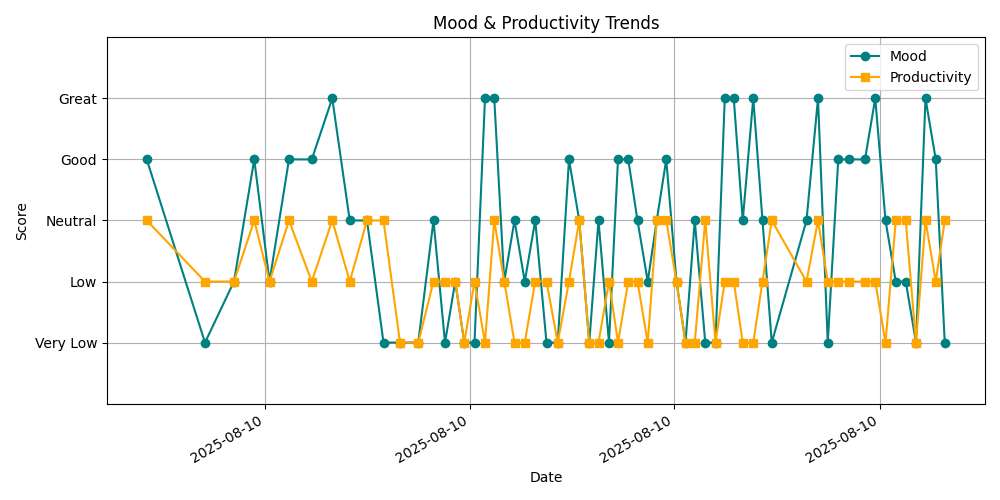 Mood & Productivity Trends
Mood
Productivity
Great
Good
Neutral
Low
Very Low
Score
2025-08-10
2025-08-10
2025-08-10
2025-08-10
Date